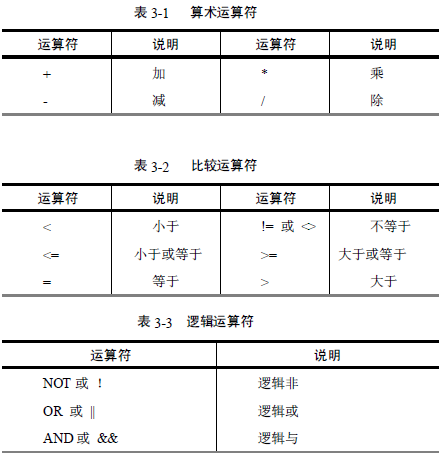 表 3-1 算术运算符
运算符 说明 运算符 说明
+ 加 * 乘
- 减 / 除
表 3-2 比较运算符
运算符 说明 运算符 说明
< 小于 != 或 <> 不等于
<= 小于或等于 >= 大于或等于
= 等于 > 大于
表 3-3 逻辑运算符
运算符 说明
NOT 或 ! 逻辑非
OR 或 || 逻辑或
AND 或 && 逻辑与